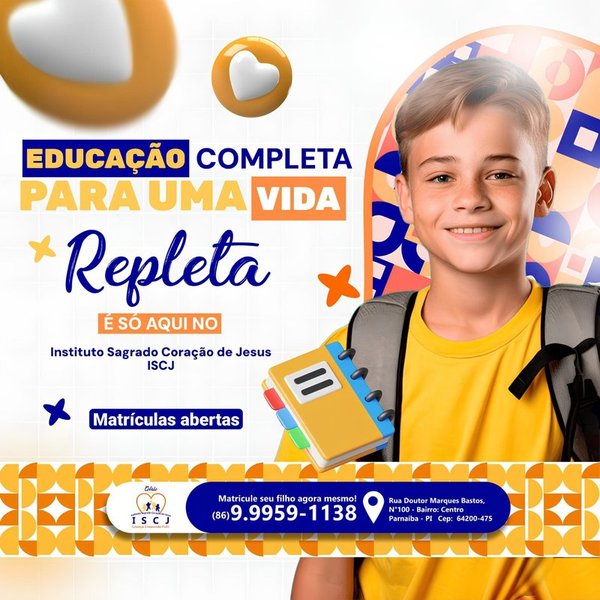 EDUCAÇÃO COMPLETA
PARA UMA VIDA
Repleta
É SÓ AQUI NO
Instituto Sagrado Coração de Jesus
ISCJ
Matrículas abertas
ISCJ
Matricule seu filho agora mesmo!
(86)9.9959-1138
Rua Doutor Marques Bastos,
N°100 - Bairro: Centro
Parnaíba - PI Cep: 64200-475